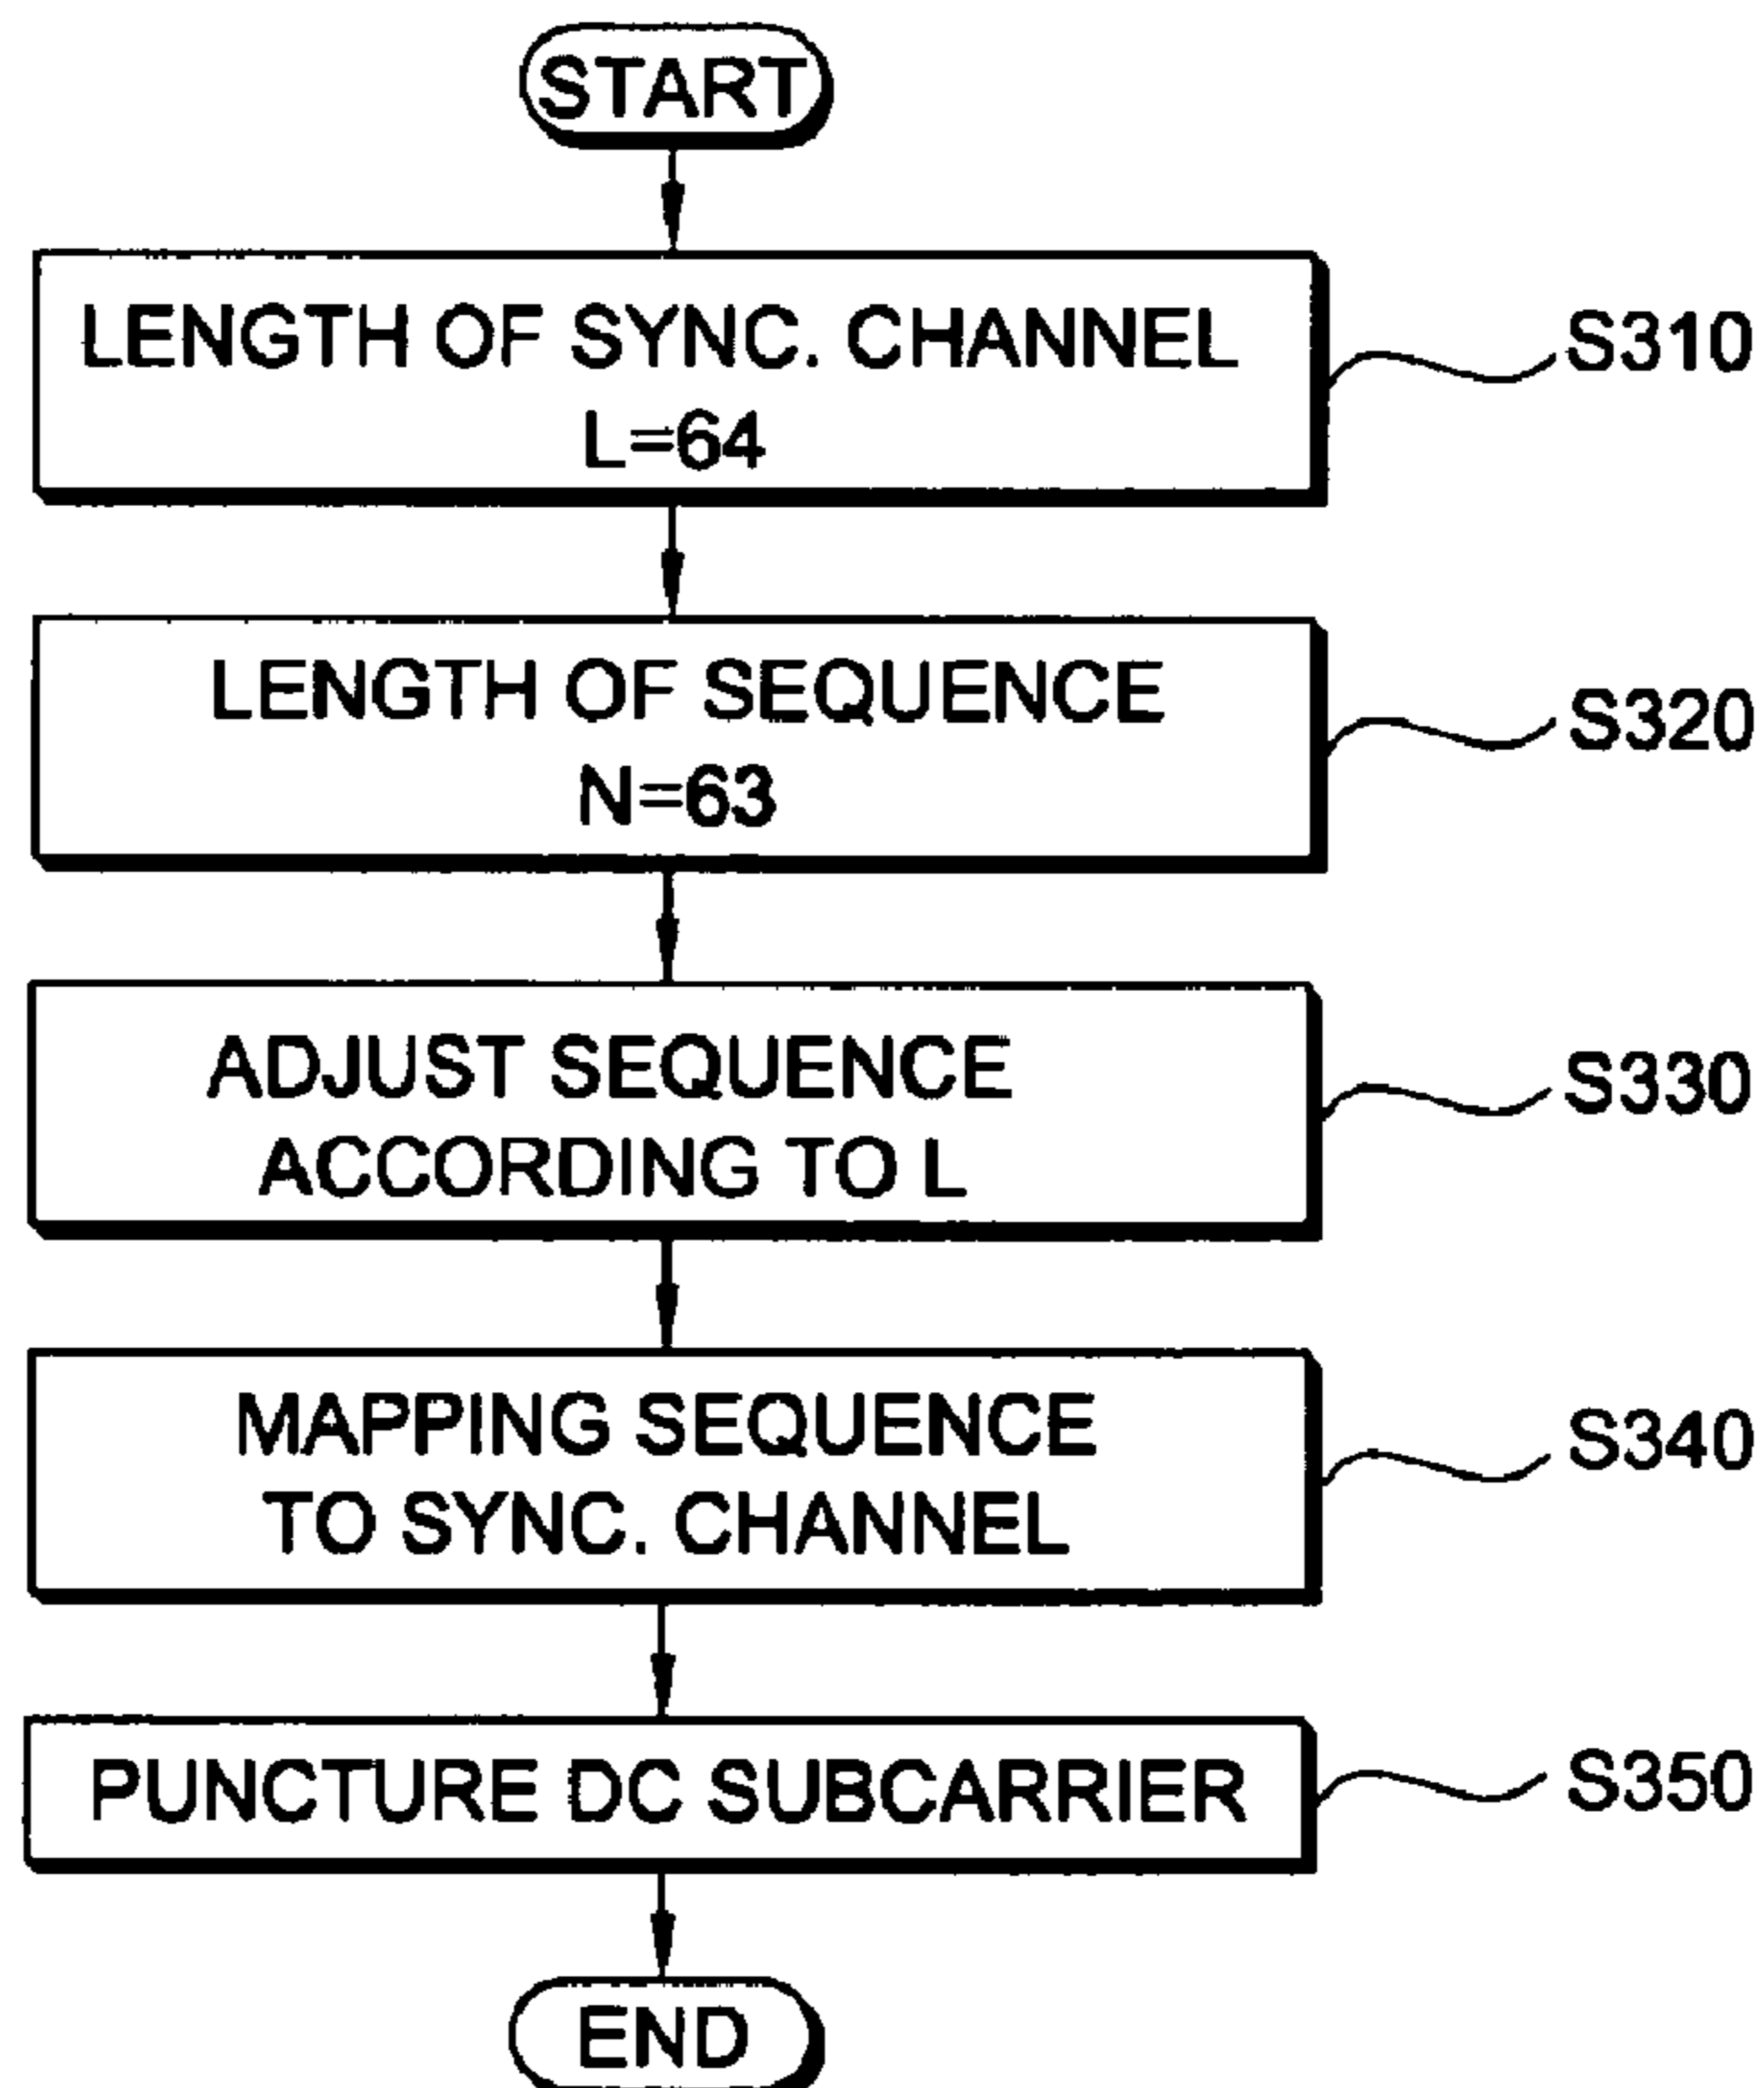 START
LENGTH OF SYNC. CHANNEL
L=64
S310
LENGTH OF SEQUENCE
N=63
S320
ADJUST SEQUENCE
ACCORDING TO L
S330
MAPPING SEQUENCE
TO SYNC. CHANNEL
S340
PUNCTURE DC SUBCARRIER
S350
END